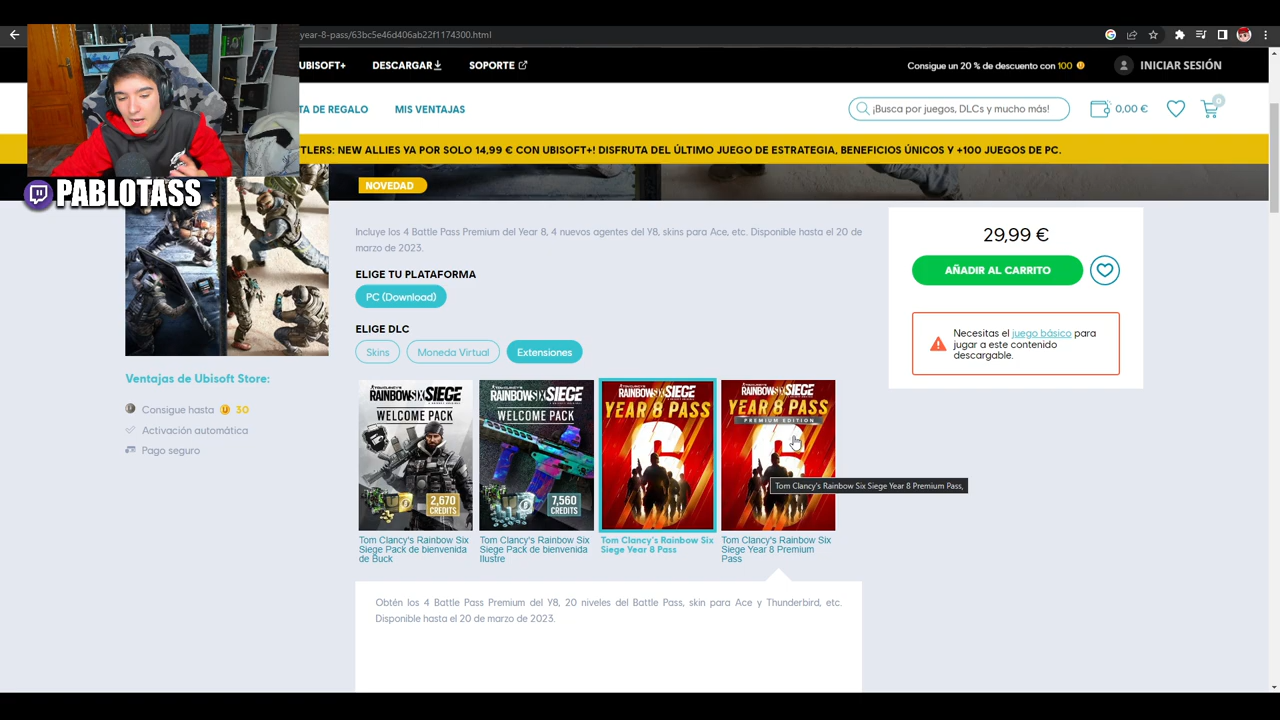 year-8-pass/63bc5e46d406ab22f1174300.html
UBISOFT+ DESCARGAR SOPORTE Consigue un 20 % de descuento con 100 INICIAR SESIÓN
TA DE REGALO MIS VENTAJAS ¡Busca por juegos, DLCs y mucho más! 0,00 € 0
TLERS: NEW ALLIES YA POR SOLO 14,99 € CON UBISOFT+! DISFRUTA DEL ÚLTIMO JUEGO DE ESTRATEGIA, BENEFICIOS ÚNICOS Y +100 JUEGOS DE PC.
PABLOTASS
NOVEDAD
Incluye los 4 Battle Pass Premium del Year 8, 4 nuevos agentes del Y8, skins para Ace, etc. Disponible hasta el 20 de
marzo de 2023.
ELIGE TU PLATAFORMA
PC (Download)
ELIGE DLC
Skins Moneda Virtual Extensiones
29,99 €
AÑADIR AL CARRITO
Necesitas el juego básico para
jugar a este contenido
descargable.
Ventajas de Ubisoft Store:
Consigue hasta 30
Activación automática
Pago seguro
TOM CLANCY'S
RAINBOW SIX SIEGE
WELCOME PACK
2,670
CREDITS
Tom Clancy's Rainbow Six
Siege Pack de bienvenida
de Buck
TOM CLANCY'S
RAINBOW SIX SIEGE
WELCOME PACK
7,560
CREDITS
Tom Clancy's Rainbow Six
Siege Pack de bienvenida
Ilustre
TOM CLANCY'S
RAINBOW SIX SIEGE
YEAR 8 PASS
6
Tom Clancy's Rainbow Six
Siege Year 8 Pass
TOM CLANCY'S
RAINBOW SIX SIEGE
YEAR 8 PASS
PREMIUM EDITION
6
Tom Clancy's Rainbow Six Siege Year 8 Premium Pass,
Tom Clancy's Rainbow Six
Siege Year 8 Premium
Pass
Obtén los 4 Battle Pass Premium del Y8, 20 niveles del Battle Pass, skin para Ace y Thunderbird, etc.
Disponible hasta el 20 de marzo de 2023.